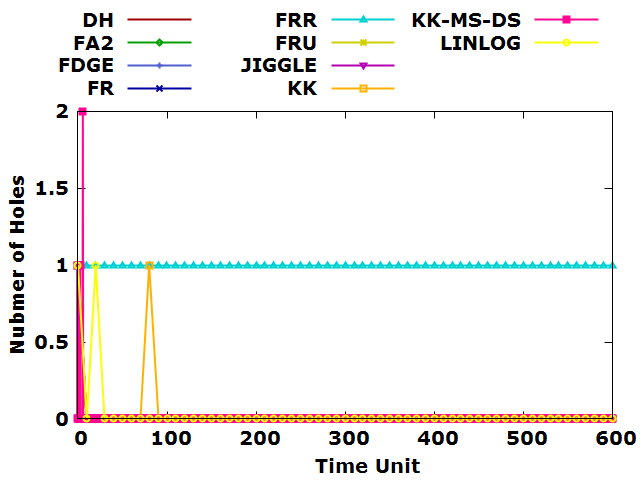 DH FRR KK-MS-DS
FA2 FRU LINLOG
FDGE JIGGLE
FR KK
2
1.5
1
0.5
0
Nubmer of Holes
0 100 200 300 400 500 600
Time Unit